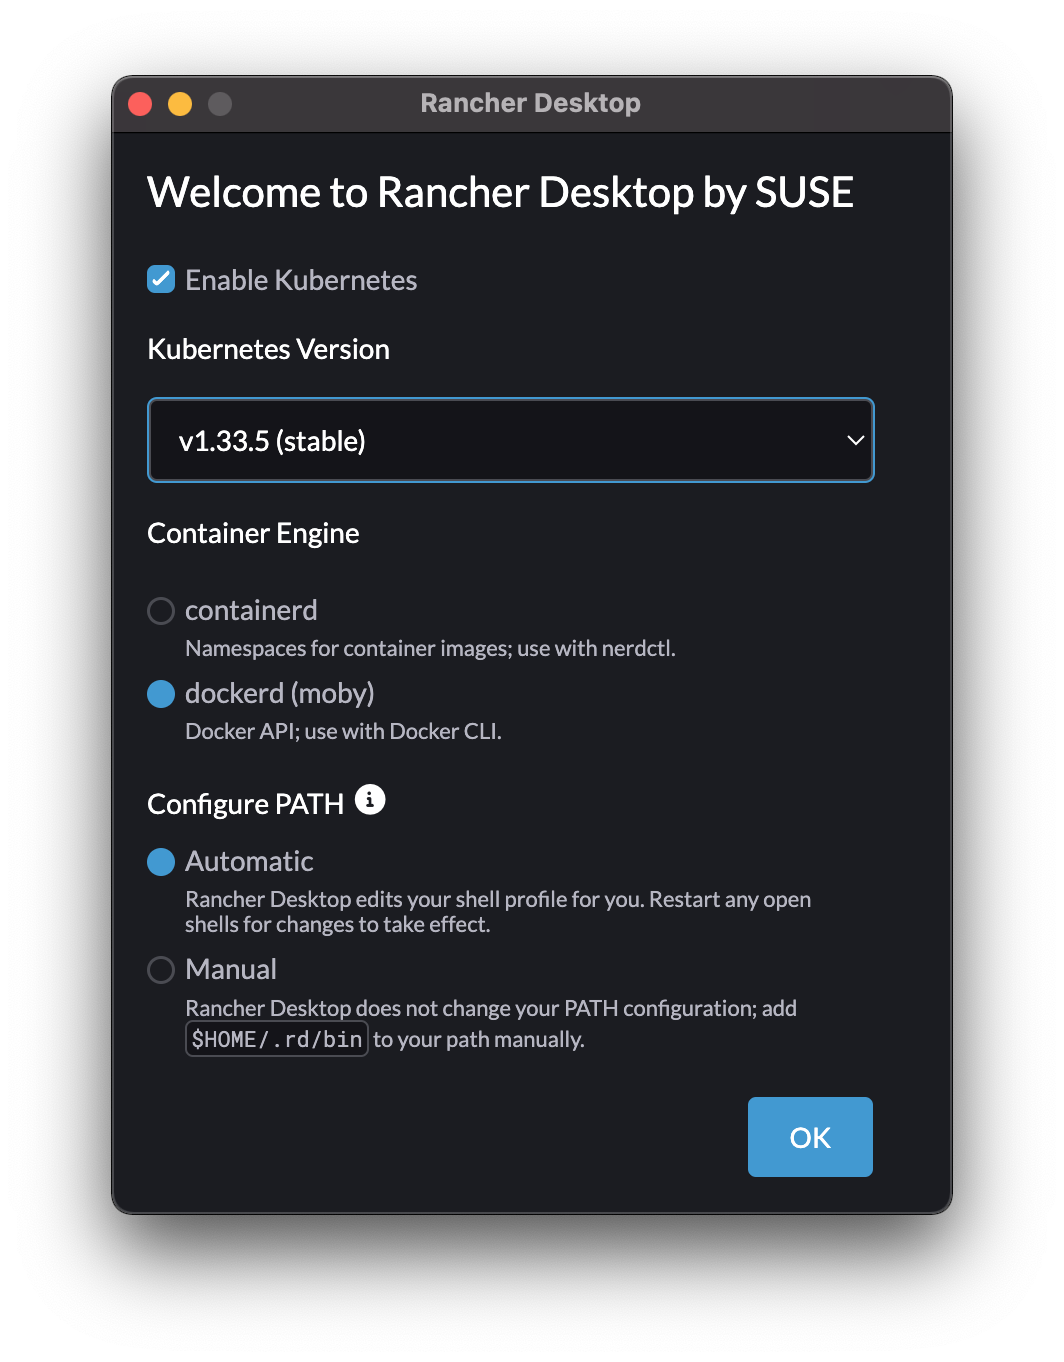 Rancher Desktop
Welcome to Rancher Desktop by SUSE
Enable Kubernetes
Kubernetes Version
v1.33.5 (stable)
Container Engine
containerd
Namespaces for container images; use with nerdctl.
dockerd (moby)
Docker API; use with Docker CLI.
Configure PATH
Automatic
Rancher Desktop edits your shell profile for you. Restart any open
shells for changes to take effect.
Manual
Rancher Desktop does not change your PATH configuration; add
$HOME/.rd/bin to your path manually.
OK